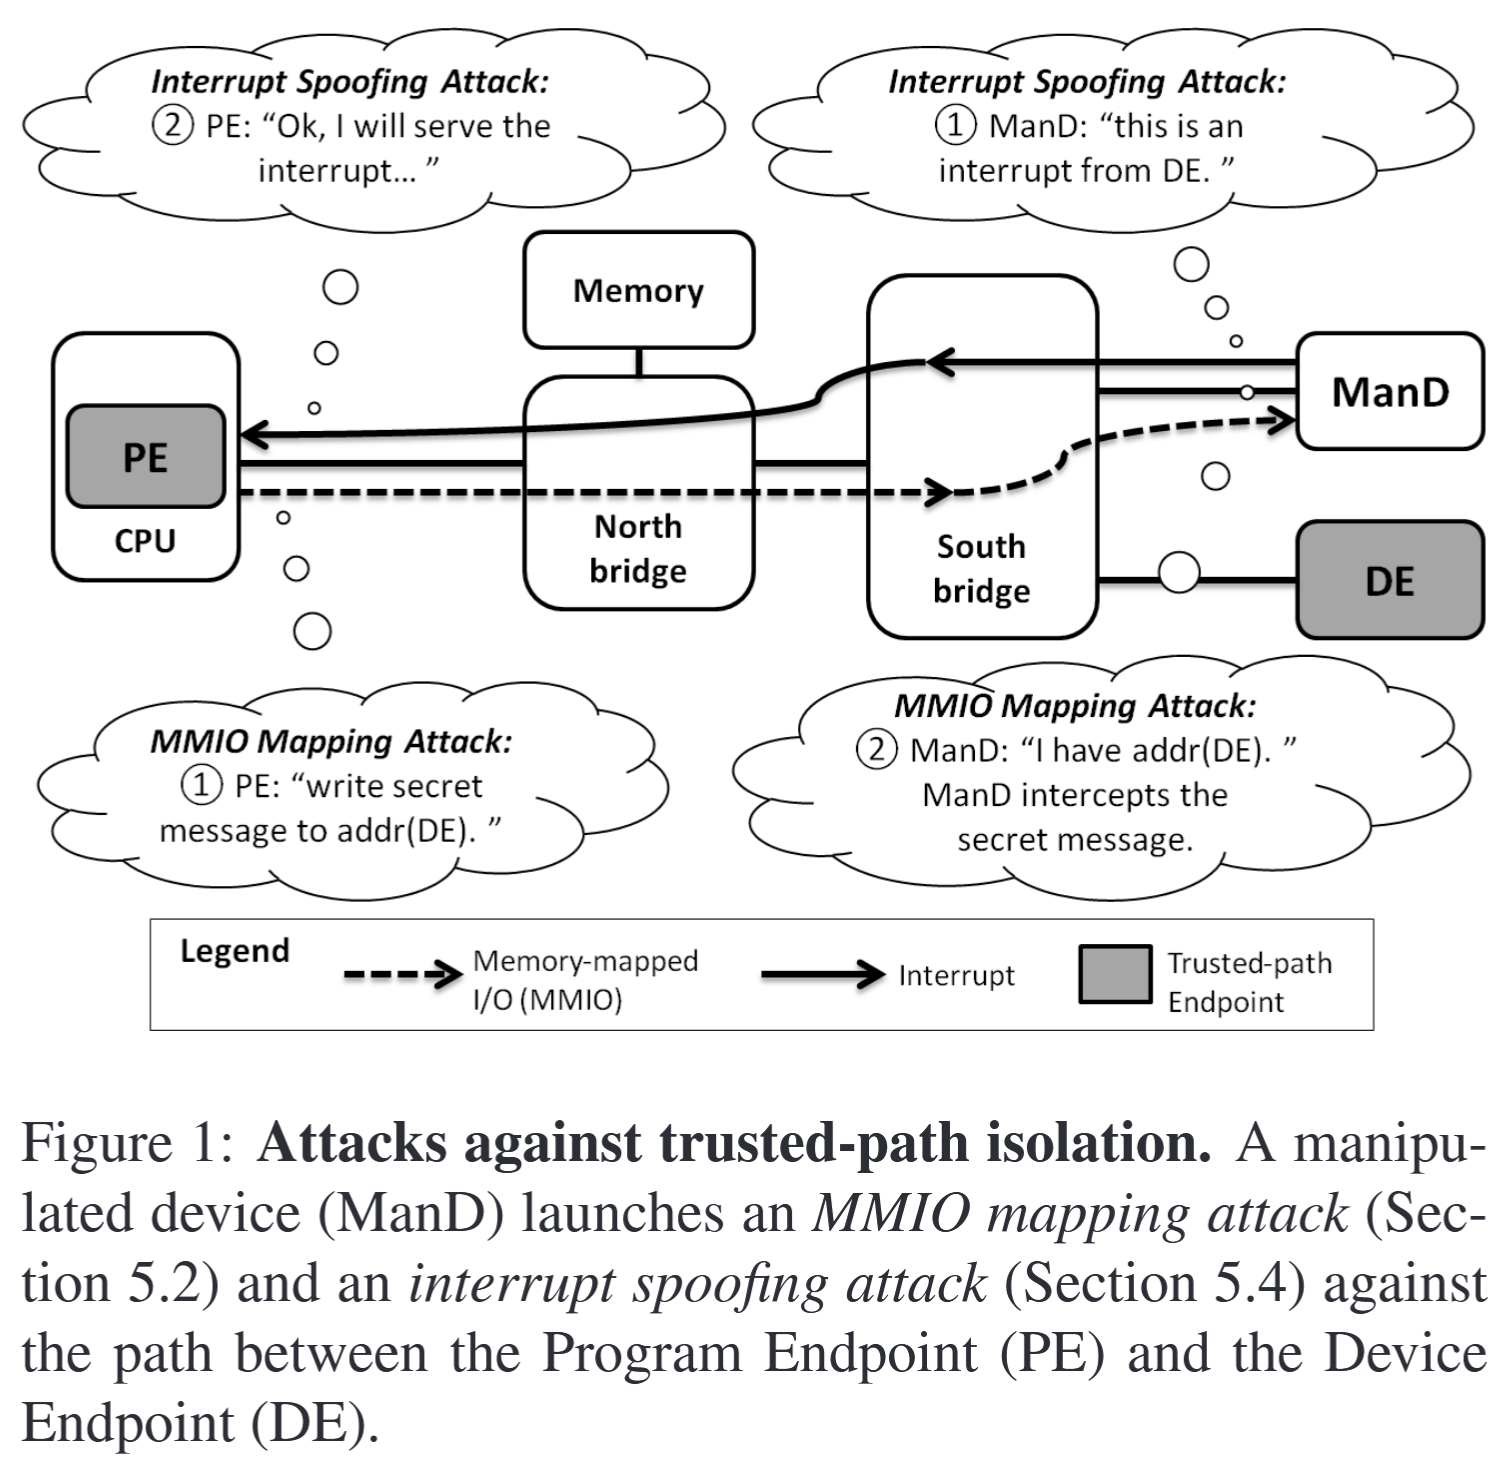 Interrupt Spoofing Attack:
② PE: “Ok, I will serve the
interrupt… ”
Interrupt Spoofing Attack:
① ManD: “this is an
interrupt from DE. ”
Memory
ManD
PE
CPU
North
bridge
South
bridge
DE
MMIO Mapping Attack:
① PE: “write secret
message to addr(DE). ”
MMIO Mapping Attack:
② ManD: “I have addr(DE). ”
ManD intercepts the
secret message.
Legend
Memory-mapped
I/O (MMIO)
Interrupt
Trusted-path
Endpoint
Figure 1: Attacks against trusted-path isolation. A manipu-
lated device (ManD) launches an MMIO mapping attack (Sec-
tion 5.2) and an interrupt spoofing attack (Section 5.4) against
the path between the Program Endpoint (PE) and the Device
Endpoint (DE).